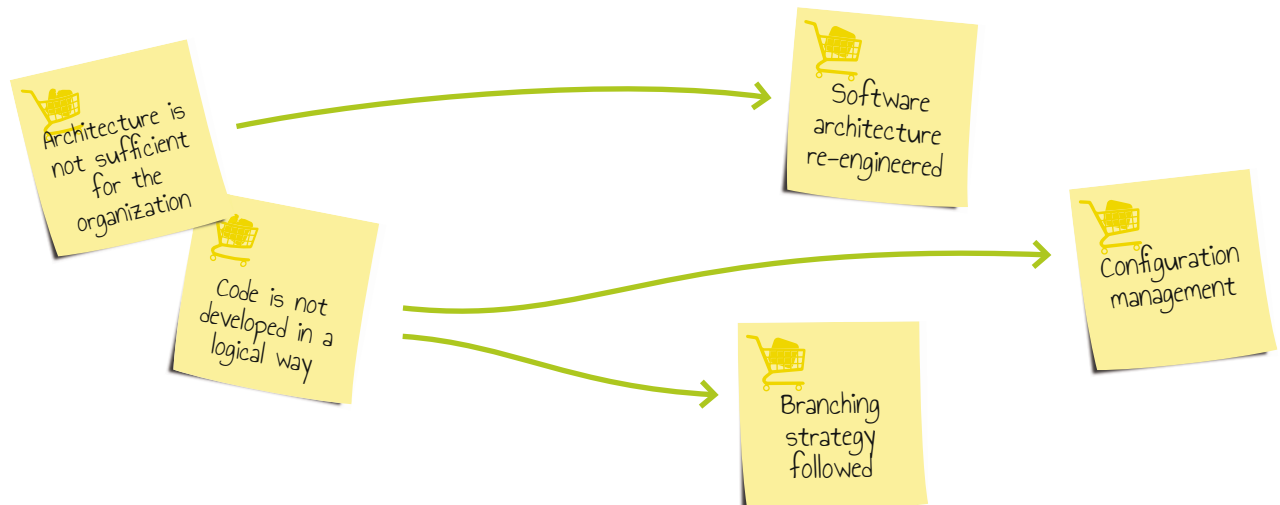 Architecture is
not sufficient
for the
organization
Code is not
developed in a
logical way
Software
architecture
re-engineered
Configuration
management
Branching
strategy
followed